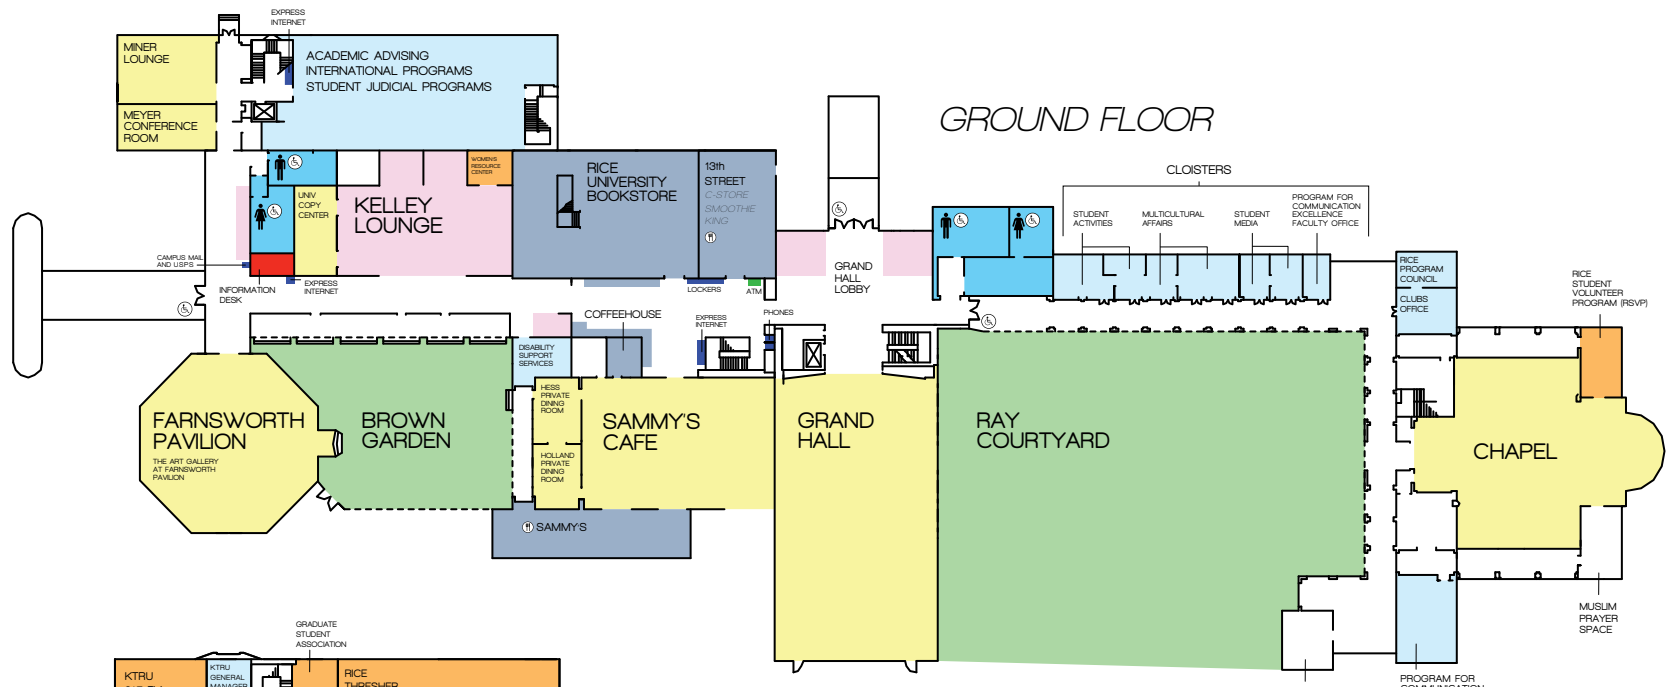 EXPRESS
INTERNET
MINER
LOUNGE
ACADEMIC ADVISING
INTERNATIONAL PROGRAMS
STUDENT JUDICIAL PROGRAMS
MEYER
CONFERENCE
ROOM
GROUND FLOOR
WOMEN'S
RESOURCE
CENTER
RICE
UNIVERSITY
BOOKSTORE
13th
STREET
C-STORE
SMOOTHIE
KING
UNIV
COPY
CENTER
KELLEY
LOUNGE
CLOISTERS
STUDENT
ACTIVITIES
MULTICULTURAL
AFFAIRS
STUDENT
MEDIA
PROGRAM FOR
COMMUNICATION
EXCELLENCE
FACULTY OFFICE
CAMPUS MAIL
AND USPS
INFORMATION
DESK
EXPRESS
INTERNET
LOCKERS
ATM
GRAND
HALL
LOBBY
RICE
PROGRAM
COUNCIL
CLUBS
OFFICE
RICE
STUDENT
VOLUNTEER
PROGRAM (RSVP)
COFFEEHOUSE
EXPRESS
INTERNET
PHONES
DISABILITY
SUPPORT
SERVICES
FARNSWORTH
PAVILION
THE ART GALLERY
AT FARNSWORTH
PAVILION
BROWN
GARDEN
HESS
PRIVATE
DINING
ROOM
HOLLAND
PRIVATE
DINING
ROOM
SAMMY'S
CAFE
GRAND
HALL
RAY
COURTYARD
CHAPEL
SAMMY'S
MUSLIM
PRAYER
SPACE
GRADUATE
STUDENT
ASSOCIATION
KTRU
KTRU
GENERAL
MANAGER
RICE
THRESHER
PROGRAM FOR
COMMUNICATION